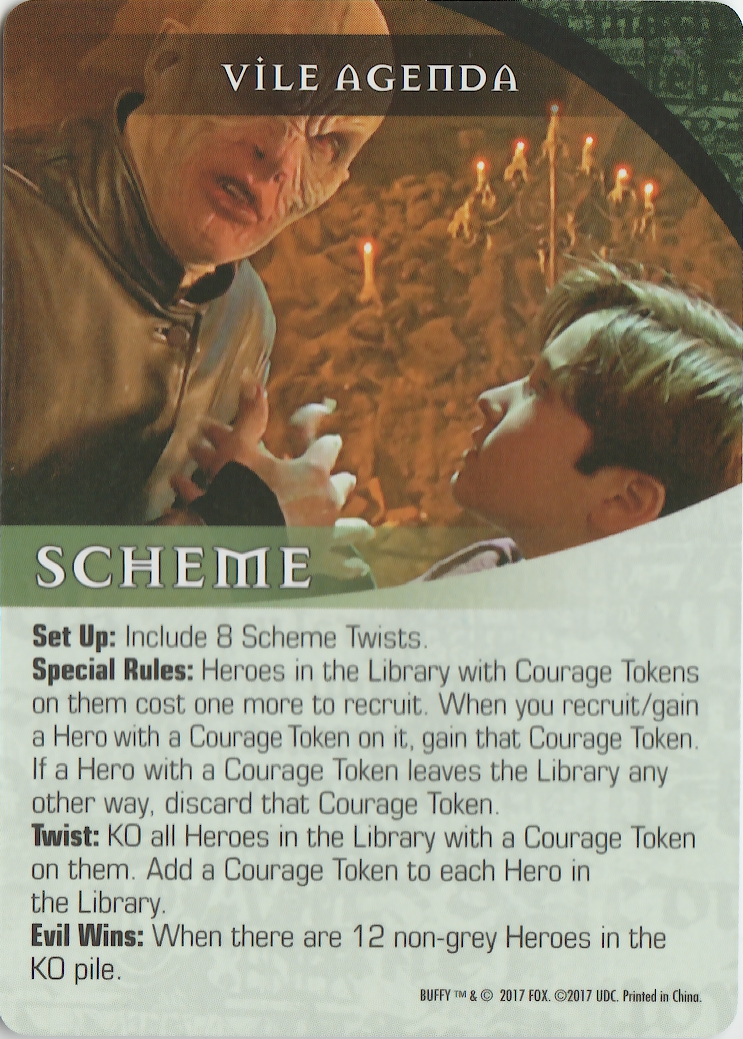 VILE AGENDA
SCHEME
Set Up: Include 8 Scheme Twists.
Special Rules: Heroes in the Library with Courage Tokens
on them cost one more to recruit. When you recruit/gain
a Hero with a Courage Token on it, gain that Courage Token.
If a Hero with a Courage Token leaves the Library any
other way, discard that Courage Token.
Twist: KO all Heroes in the Library with a Courage Token
on them. Add a Courage Token to each Hero in
the Library.
Evil Wins: When there are 12 non-grey Heroes in the
KO pile.
BUFFY ™ & © 2017 FOX. ©2017 UDC. Printed in China.